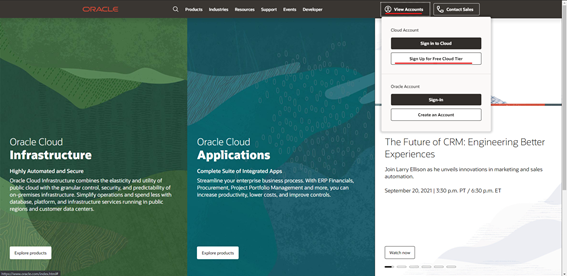 ORACLE
Products Industries Resources Support Events Developer
View Accounts Contact Sales
Cloud Account
Sign in to Cloud
Sign Up for Free Cloud Tier
Oracle Account
Sign-In
Create an Account
Oracle Cloud
Infrastructure
Highly Automated and Secure
Oracle Cloud Infrastructure combines the elasticity and utility of
public cloud with the granular control, security, and predictability of
on-premises infrastructure. Simplify operations and spend less with
database, platform, and infrastructure services running in public
regions and customer data centers.
Explore products
Oracle Cloud
Applications
Complete Suite of Integrated Apps
Streamline your enterprise business process. With ERP Financials,
Procurement, Project Portfolio Management and more, you can
increase productivity, lower costs, and improve controls.
Explore products
The Future of CRM: Engineering Better
Experiences
Join Larry Ellison as he unveils innovations in marketing and sales
automation.
September 20, 2021 | 3:30 p.m. PT / 6:30 p.m. ET
Watch now
https://www.oracle.com/index.html#